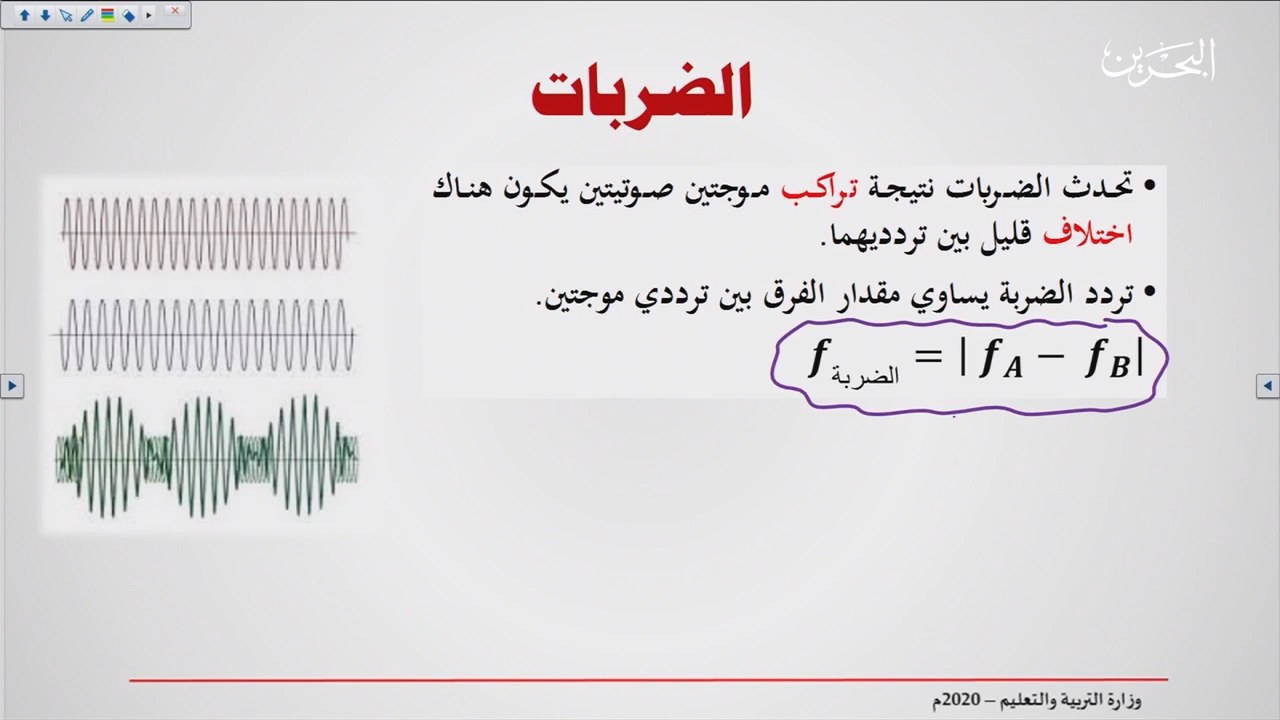 البحرين
الضربات
• تحدث الضربات نتيجة تراكب موجتين صوتيتين يكون هناك
اختلاف قليل بين تردديهما.
• تردد الضربة يساوي مقدار الفرق بين ترددي موجتين.
f الضربة = | f_A − f_B|
وزارة التربية والتعليم – 2020م